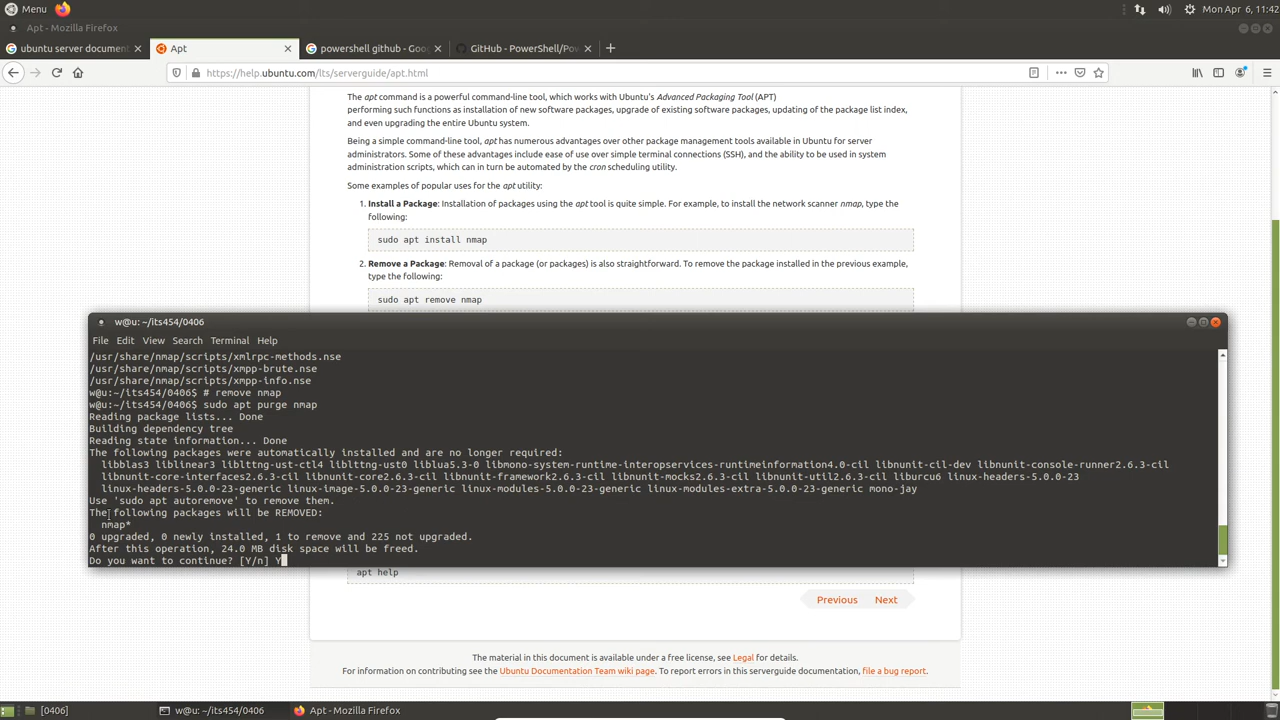 Menu
Mon Apr 6, 11:42
Apt - Mozilla Firefox
ubuntu server document
Apt
powershell github - Goo
GitHub - PowerShell/Pow
https://help.ubuntu.com/lts/serverguide/apt.html
The apt command is a powerful command-line tool, which works with Ubuntu's Advanced Packaging Tool (APT)
performing such functions as installation of new software packages, upgrade of existing software packages, updating of the package list index,
and even upgrading the entire Ubuntu system.
Being a simple command-line tool, apt has numerous advantages over other package management tools available in Ubuntu for server
administrators. Some of these advantages include ease of use over simple terminal connections (SSH), and the ability to be used in system
administration scripts, which can in turn be automated by the cron scheduling utility.
Some examples of popular uses for the apt utility:
1. Install a Package: Installation of packages using the apt tool is quite simple. For example, to install the network scanner nmap, type the
following:
sudo apt install nmap
2. Remove a Package: Removal of a package (or packages) is also straightforward. To remove the package installed in the previous example,
type the following:
sudo apt remove nmap
w@u: ~/its454/0406
File Edit View Search Terminal Help
/usr/share/nmap/scripts/xmlrpc-methods.nse
/usr/share/nmap/scripts/xmpp-brute.nse
/usr/share/nmap/scripts/xmpp-info.nse
w@u:~/its454/0406$ # remove nmap
w@u:~/its454/0406$ sudo apt purge nmap
Reading package lists... Done
Building dependency tree
Reading state information... Done
The following packages were automatically installed and are no longer required:
libblas3 liblinear3 liblttng-ust-ctl4 liblttng-ust0 liblua5.3-0 libmono-system-runtime-interopservices-runtimeinformation4.0-cil libnunit-cil-dev libnunit-console-runner2.6.3-cil
libnunit-core-interfaces2.6.3-cil libnunit-core2.6.3-cil libnunit-framework2.6.3-cil libnunit-mocks2.6.3-cil libnunit-util2.6.3-cil liburcu6 linux-headers-5.0.0-23
linux-headers-5.0.0-23-generic linux-image-5.0.0-23-generic linux-modules-5.0.0-23-generic linux-modules-extra-5.0.0-23-generic mono-jay
Use 'sudo apt autoremove' to remove them.
The following packages will be REMOVED:
nmap*
0 upgraded, 0 newly installed, 1 to remove and 225 not upgraded.
After this operation, 24.0 MB disk space will be freed.
Do you want to continue? [Y/n] Y
apt help
Previous Next
The material in this document is available under a free license, see Legal for details.
For information on contributing see the Ubuntu Documentation Team wiki page. To report errors in this serverguide documentation, file a bug report.
[0406]
w@u: ~/its454/0406
Apt - Mozilla Firefox